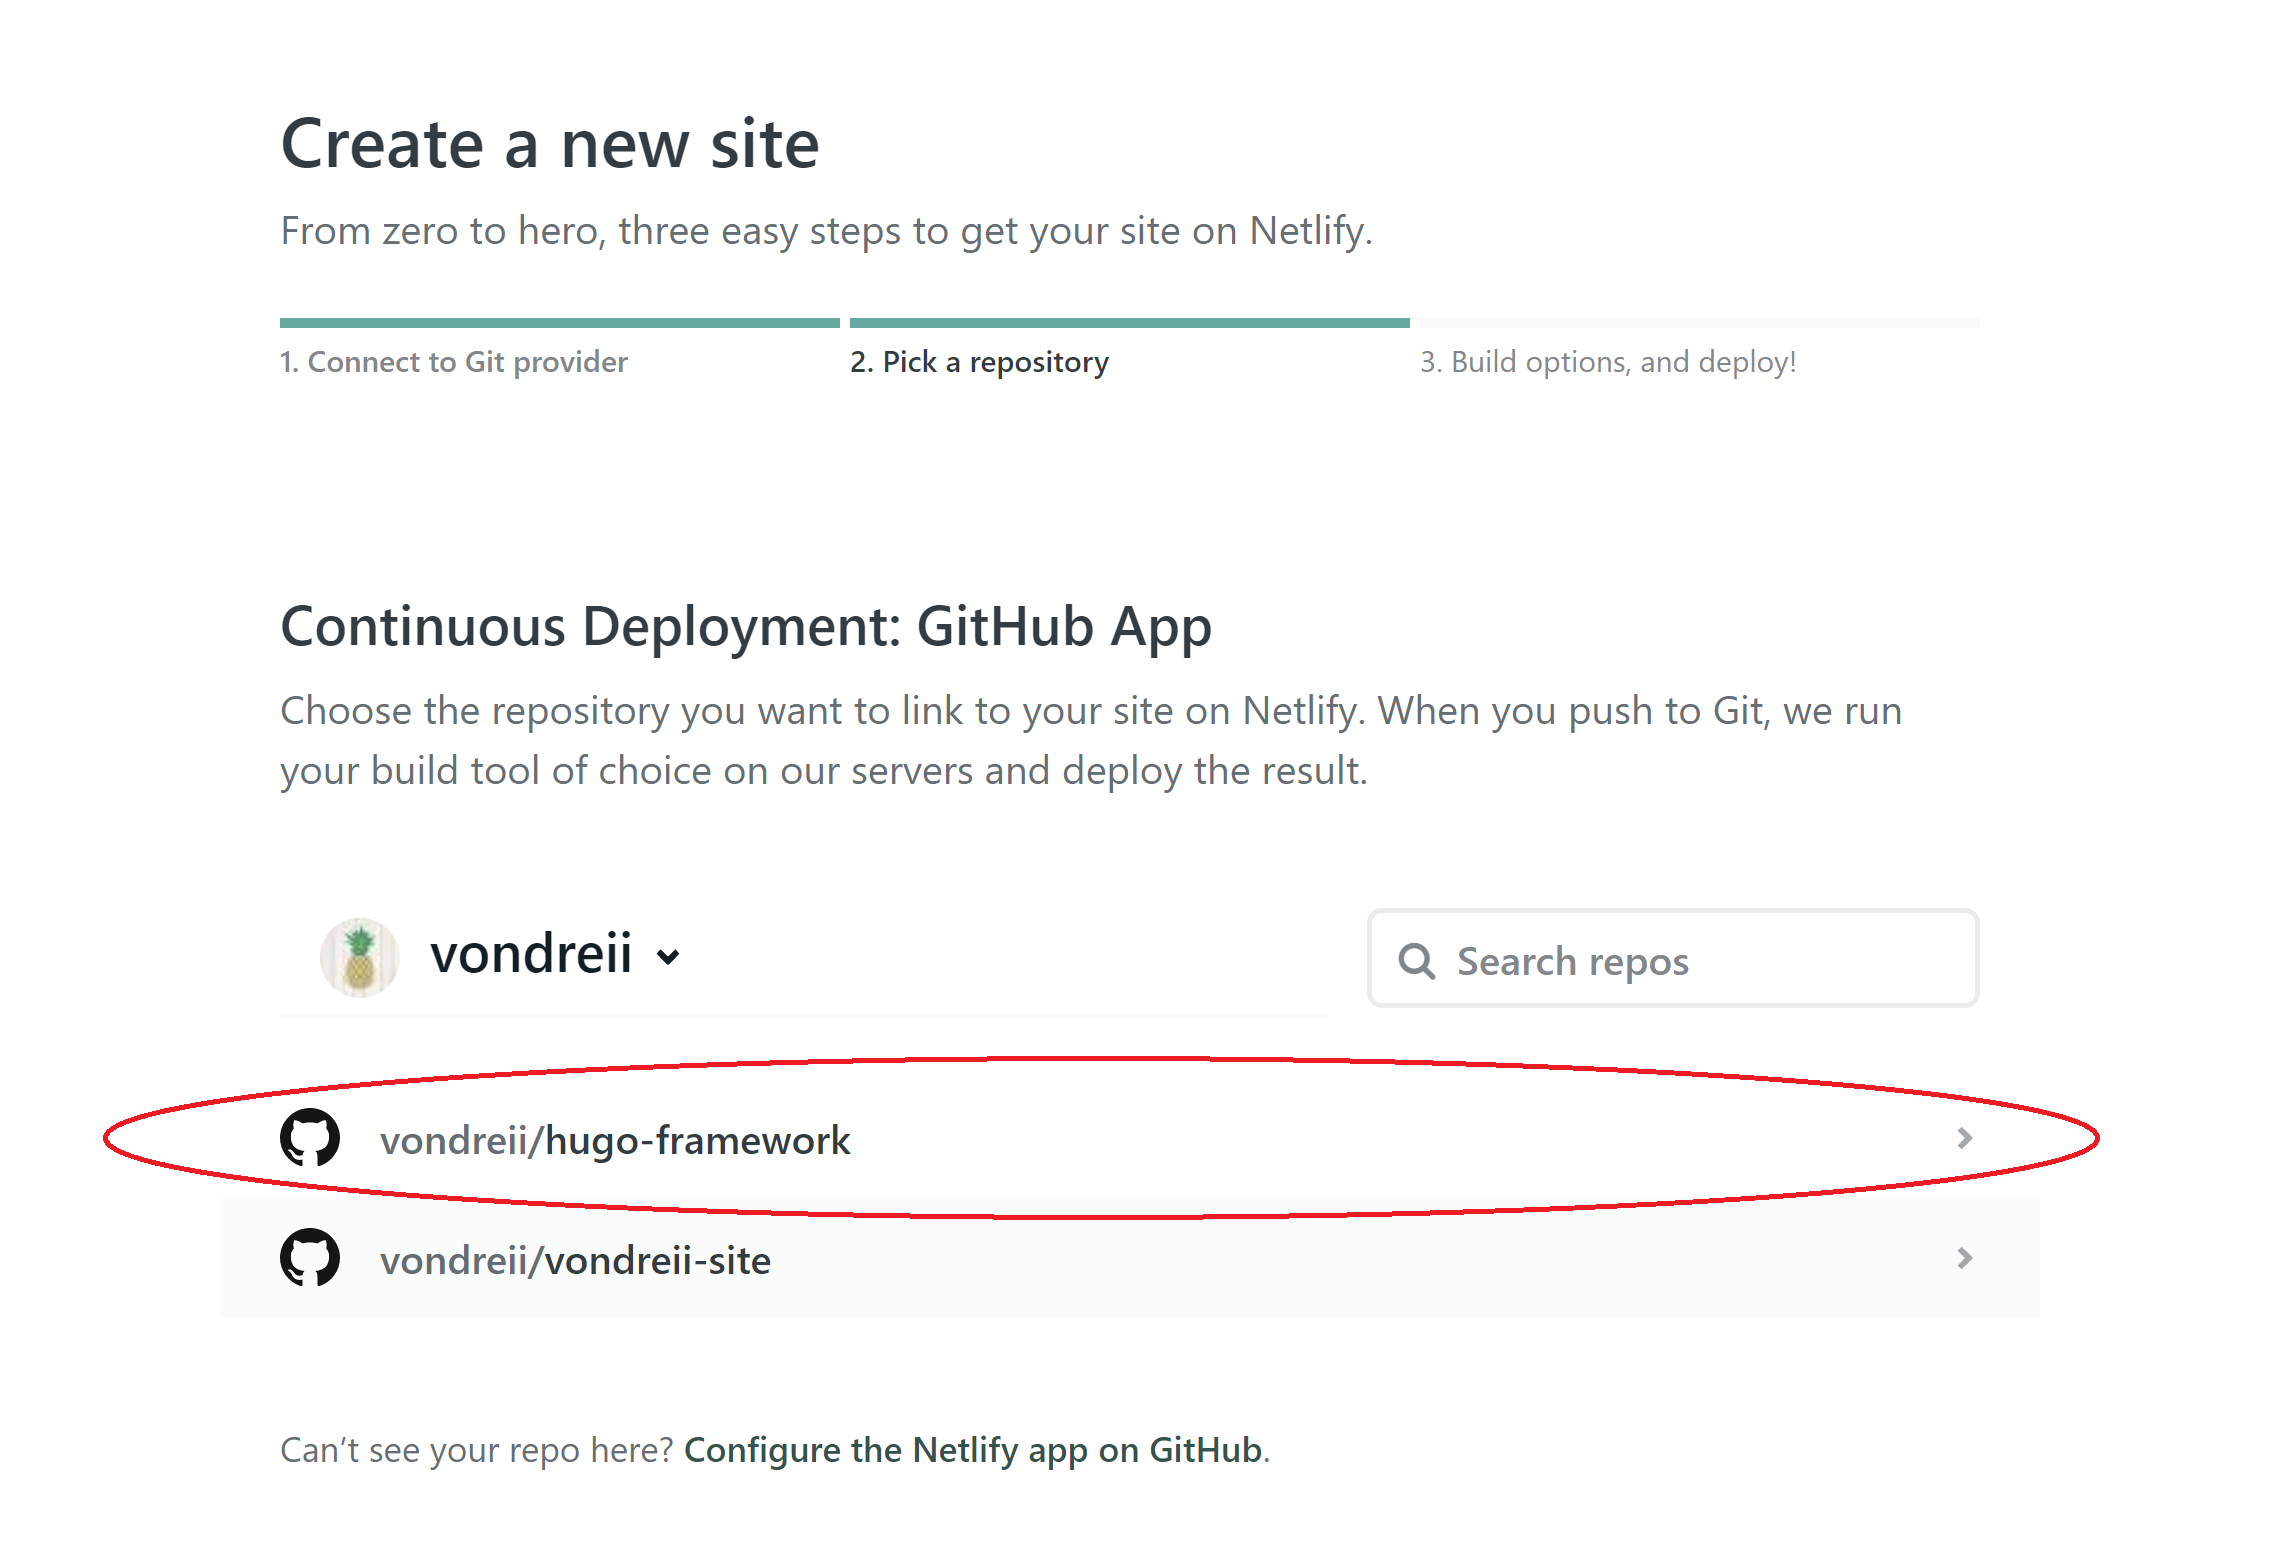 Create a new site
From zero to hero, three easy steps to get your site on Netlify.
1. Connect to Git provider
2. Pick a repository
3. Build options, and deploy!
Continuous Deployment: GitHub App
Choose the repository you want to link to your site on Netlify. When you push to Git, we run
your build tool of choice on our servers and deploy the result.
vondreii
Search repos
vondreii/hugo-framework
vondreii/vondreii-site
Can’t see your repo here? Configure the Netlify app on GitHub.